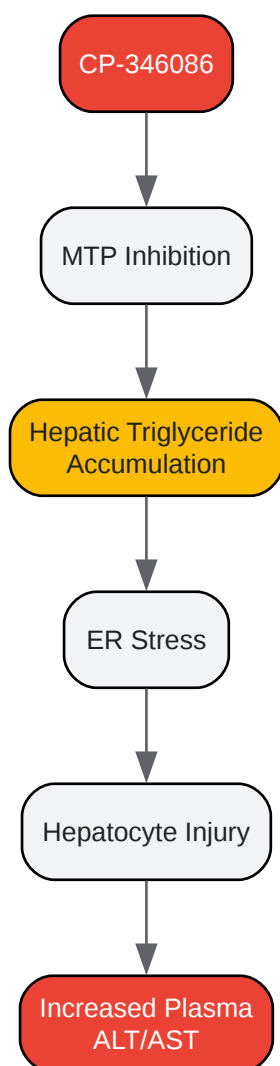 CP-346086
MTP Inhibition
Hepatic Triglyceride
Accumulation
ER Stress
Hepatocyte Injury
Increased Plasma
ALT/AST